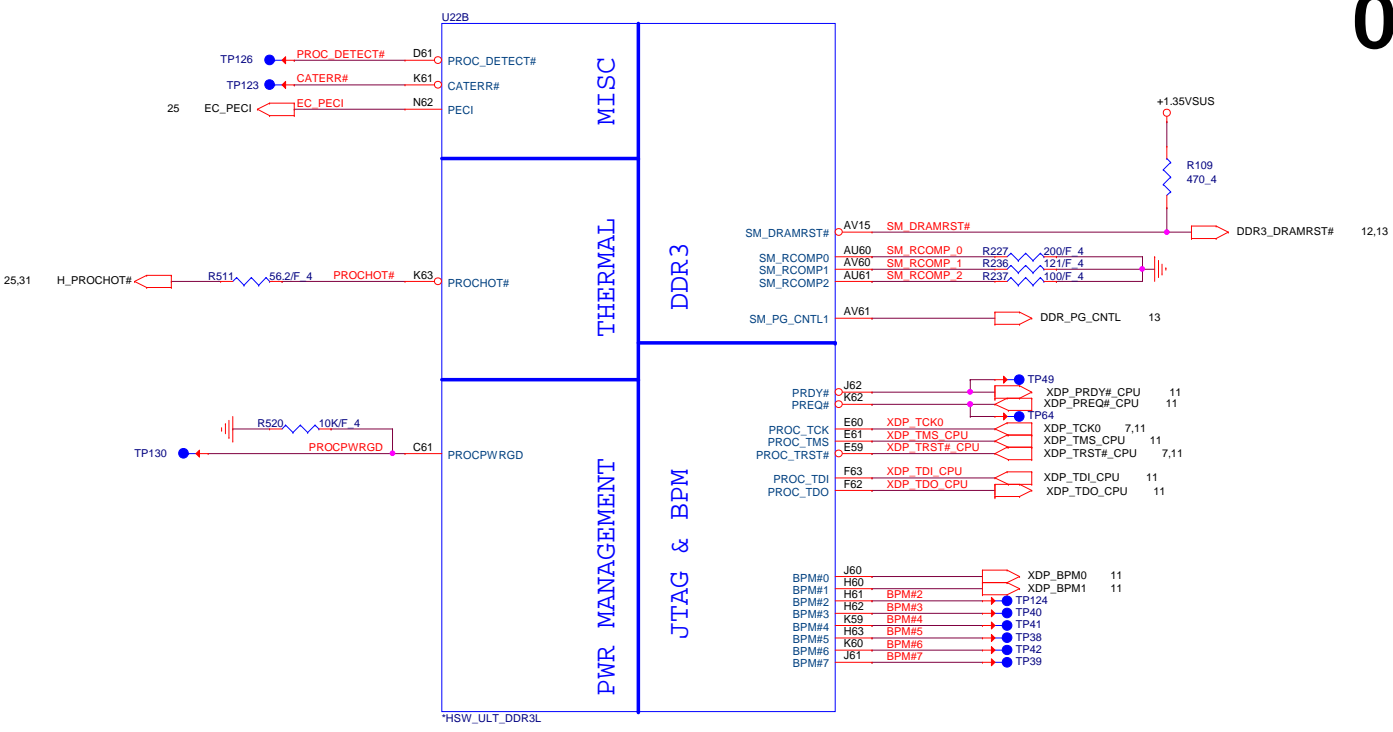 0
U22B
TP126 PROC_DETECT# D61 PROC_DETECT#
TP123 CATERR# K61 CATERR#
25 EC_PECI EC_PECI N62 PECI
MISC
+1.35VSUS
R109
470_4
SM_DRAMRST# AV15 SM_DRAMRST# DDR3_DRAMRST# 12,13
SM_RCOMP0 AU60 SM_RCOMP_0 R227 200/F_4
SM_RCOMP1 AV60 SM_RCOMP_1 R236 121/F_4
SM_RCOMP2 AU61 SM_RCOMP_2 R237 100/F_4
25,31 H_PROCHOT# R511 56.2/F_4 PROCHOT# K63 PROCHOT#
THERMAL
DDR3
SM_PG_CNTL1 AV61 DDR_PG_CNTL 13
TP49
PRDY# J62 XDP_PRDY#_CPU 11
PREQ# K62 XDP_PREQ#_CPU 11
TP64
PROC_TCK E60 XDP_TCK0 XDP_TCK0 7,11
PROC_TMS E61 XDP_TMS_CPU XDP_TMS_CPU 11
PROC_TRST# E59 XDP_TRST#_CPU XDP_TRST#_CPU 7,11
R520 10K/F_4
TP130 PROCPWRGD C61 PROCPWRGD
PROC_TDI F63 XDP_TDI_CPU XDP_TDI_CPU 11
PROC_TDO F62 XDP_TDO_CPU XDP_TDO_CPU 11
PWR MANAGEMENT
JTAG & BPM
BPM#0 J60 XDP_BPM0 11
BPM#1 H60 XDP_BPM1 11
BPM#2 H61 BPM#2 TP124
BPM#3 H62 BPM#3 TP40
BPM#4 K59 BPM#4 TP41
BPM#5 H63 BPM#5 TP38
BPM#6 K60 BPM#6 TP42
BPM#7 J61 BPM#7 TP39
*HSW_ULT_DDR3L